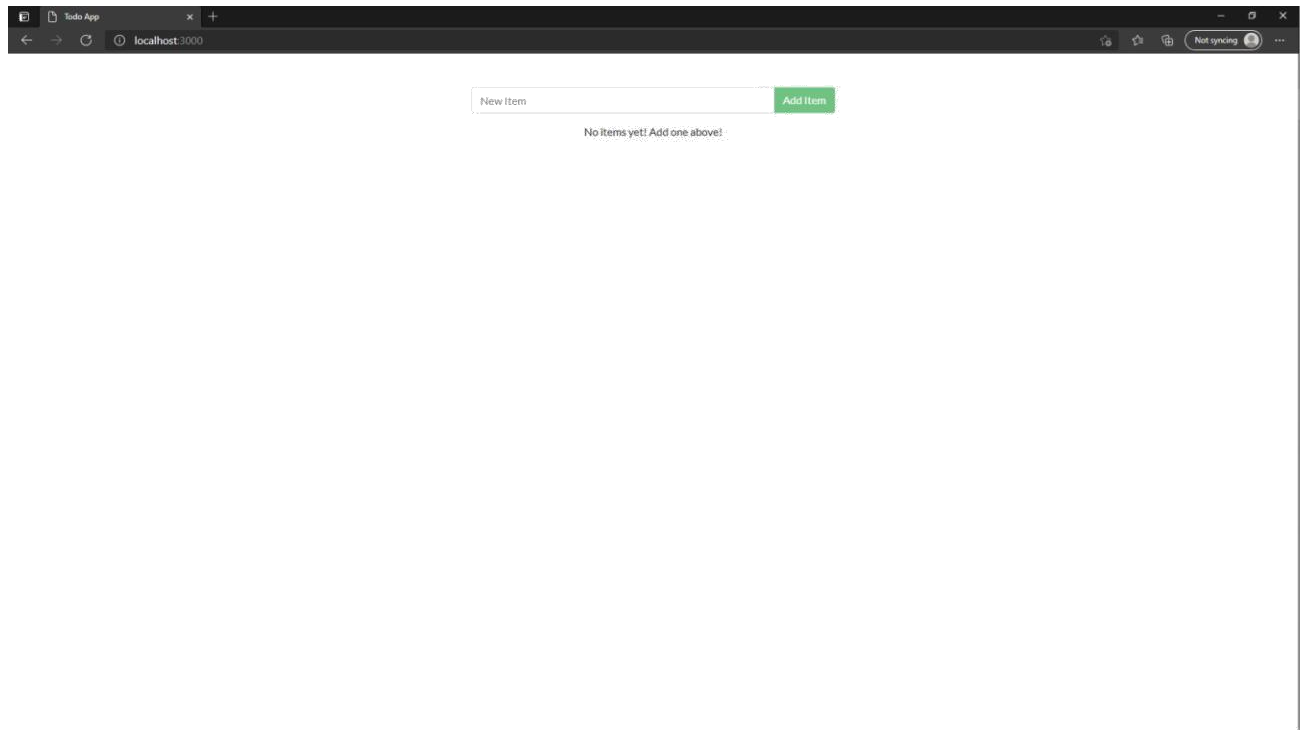 Todo App
localhost:3000
Not syncing
New Item
Add Item
No items yet! Add one above!